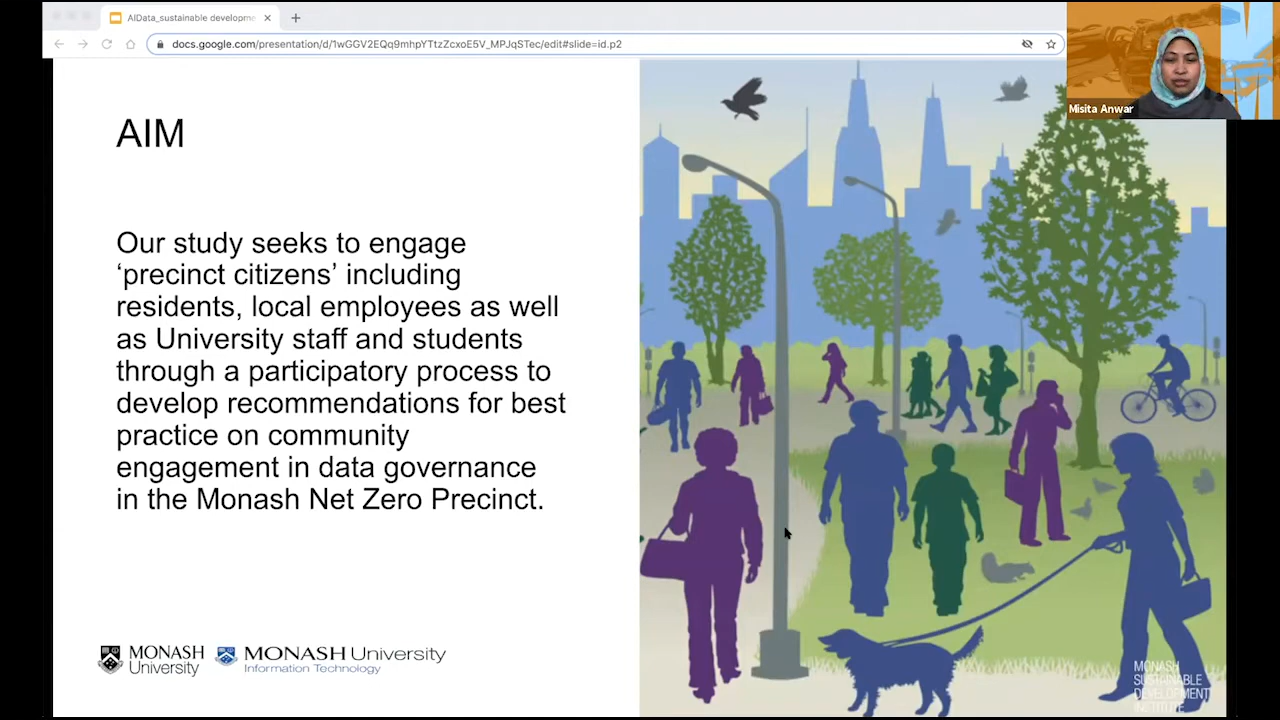 AIData_sustainable developme
docs.google.com/presentation/d/1wGGV2EQq9mhpYTtzZcxoE5V_MPJqSTec/edit#slide=id.p2
Misita Anwar
AIM
Our study seeks to engage
‘precinct citizens’ including
residents, local employees as well
as University staff and students
through a participatory process to
develop recommendations for best
practice on community
engagement in data governance
in the Monash Net Zero Precinct.
MONASH
University
MONASH University
Information Technology
MONASH
SUSTAINABLE
DEVELOPMENT
INSTITUTE